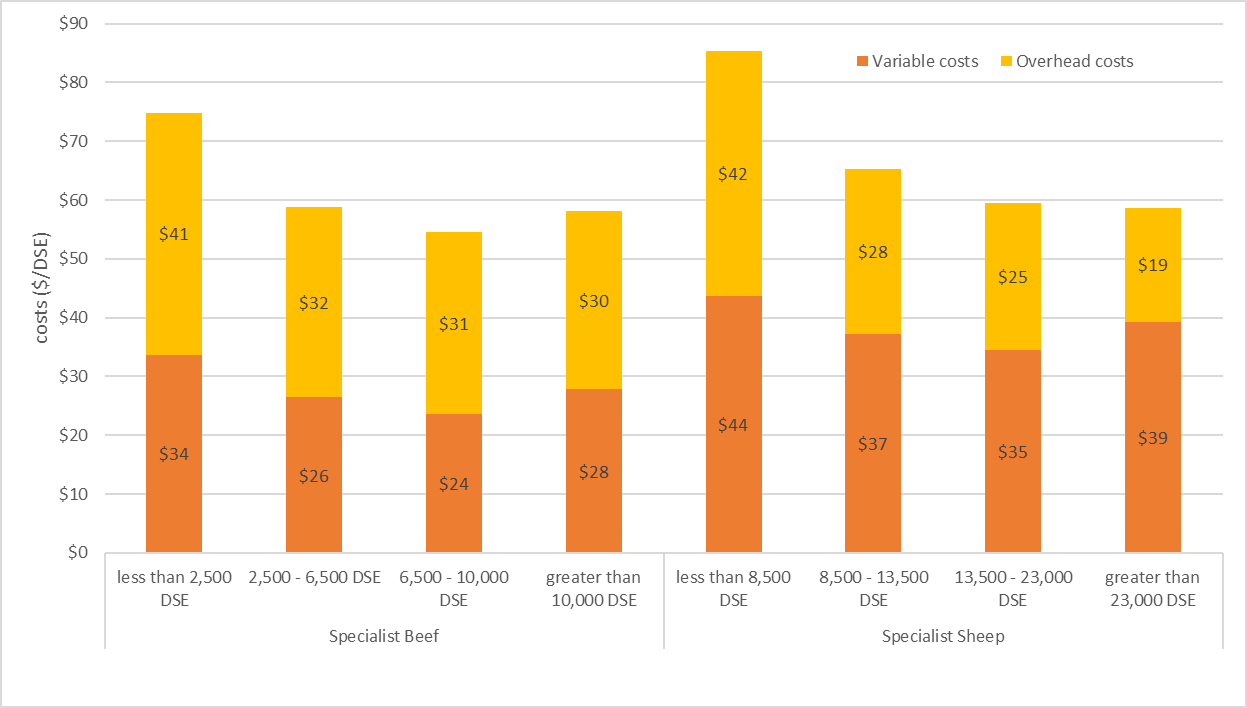 $90
$80
$70
$60
$50
$40
$30
$20
$10
$0
costs ($/DSE)
Variable costs
Overhead costs
$41
$32
$31
$30
$42
$28
$25
$19
$34
$26
$24
$28
$44
$37
$35
$39
less than 2,500
DSE
2,500 - 6,500 DSE
6,500 - 10,000
DSE
greater than
10,000 DSE
less than 8,500
DSE
8,500 - 13,500
DSE
13,500 - 23,000
DSE
greater than
23,000 DSE
Specialist Beef
Specialist Sheep